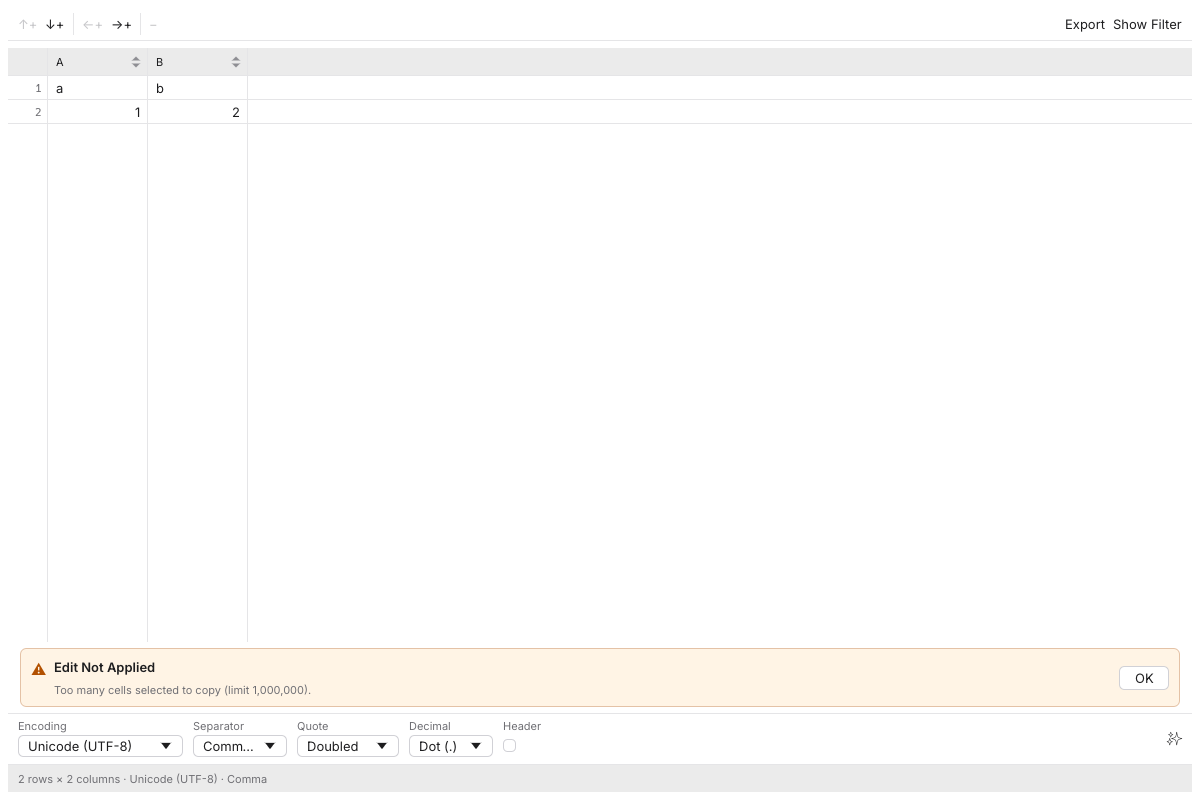 ↑+ ↓+ ←+ →+ − Export Show Filter
A B
1 a b
2 1 2
Edit Not Applied
Too many cells selected to copy (limit 1,000,000).
OK
Encoding Separator Quote Decimal Header
Unicode (UTF-8) Comm... Doubled Dot (.)
2 rows × 2 columns · Unicode (UTF-8) · Comma